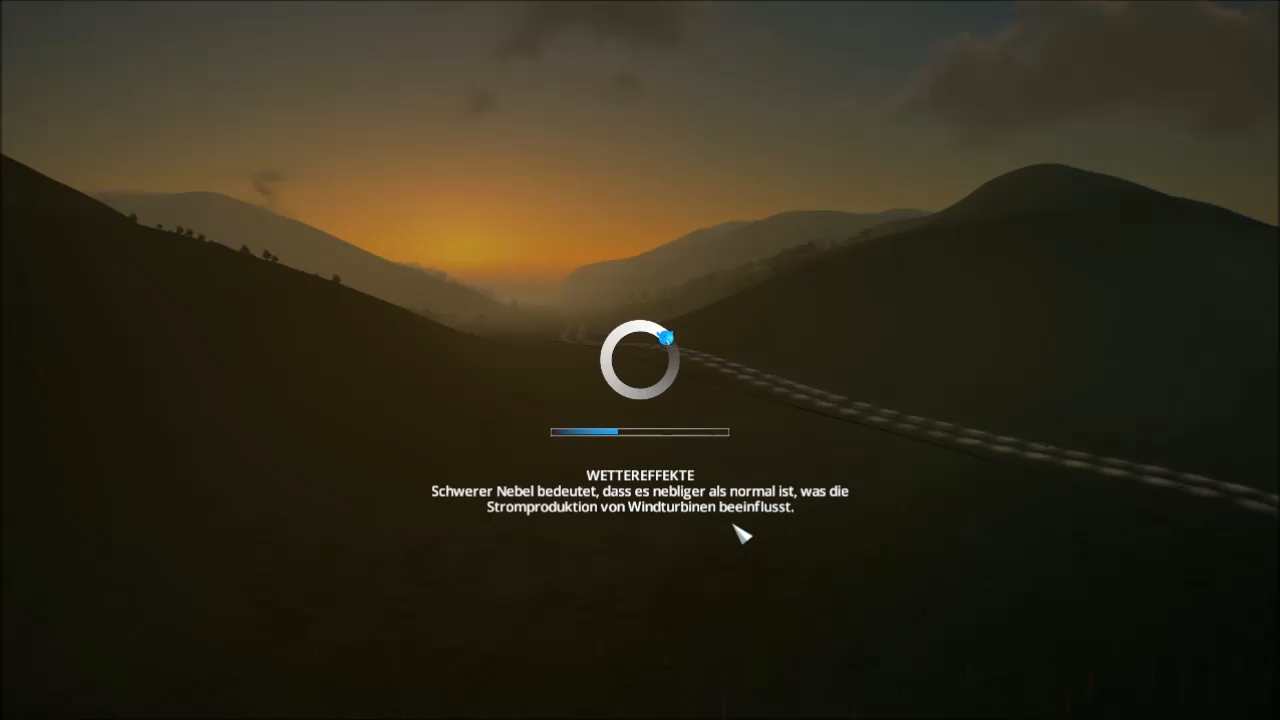 WETTEREFFEKTE
Schwerer Nebel bedeutet, dass es nebliger als normal ist, was die
Stromproduktion von Windturbinen beeinflusst.